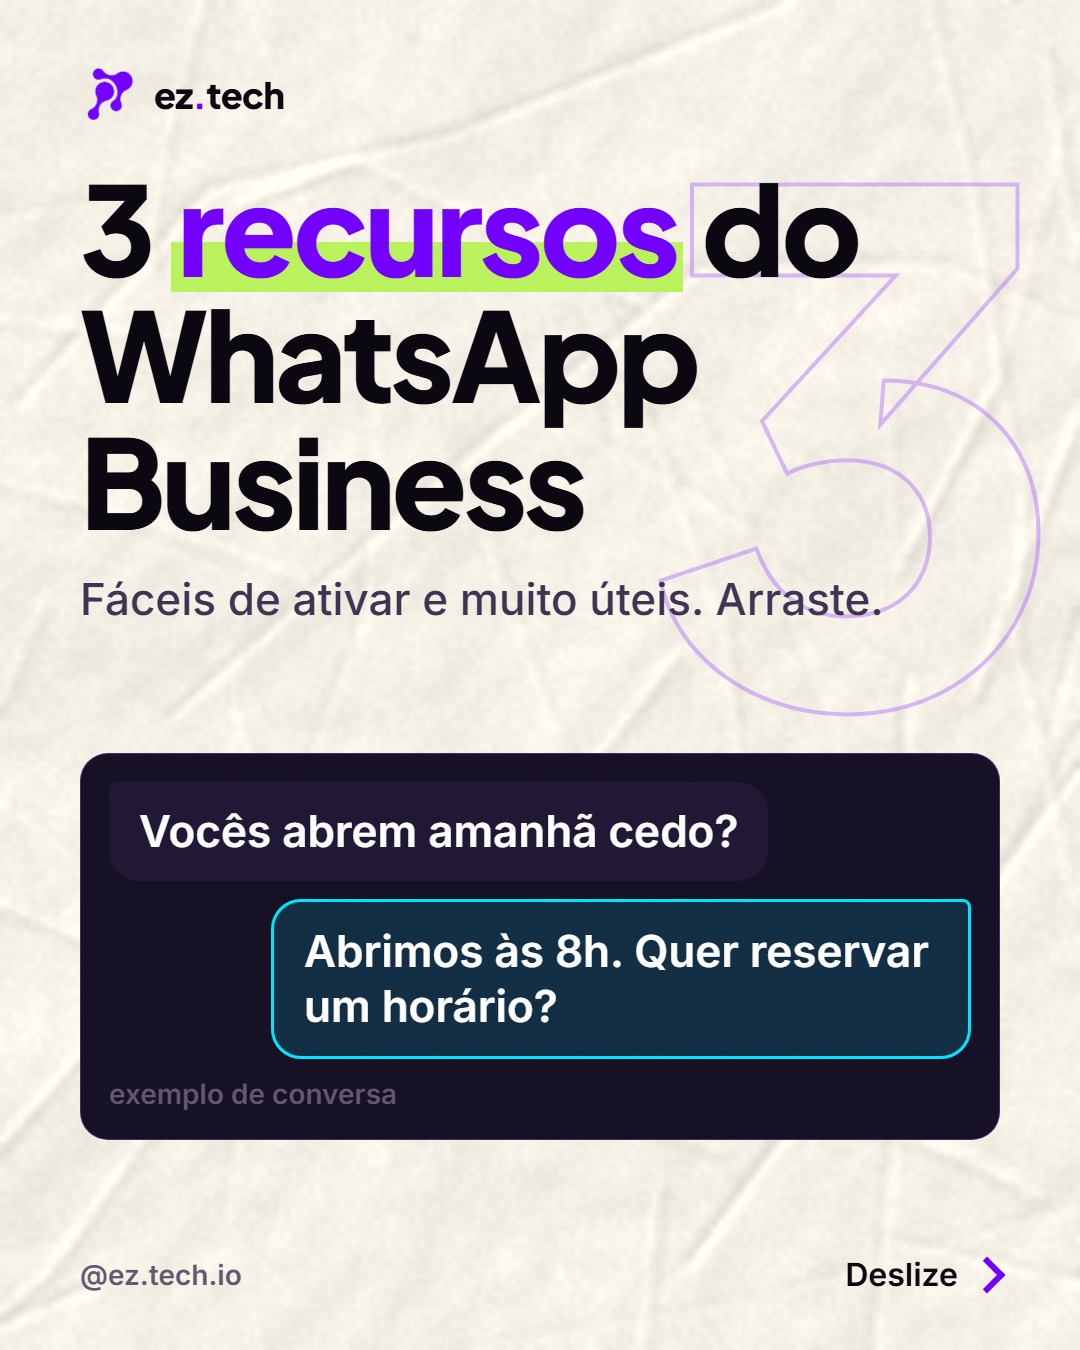 ez.tech
3 recursos do
WhatsApp
Business
3
Fáceis de ativar e muito úteis. Arraste.
Vocês abrem amanhã cedo?
Abrimos às 8h. Quer reservar
um horário?
exemplo de conversa
@ez.tech.io
Deslize